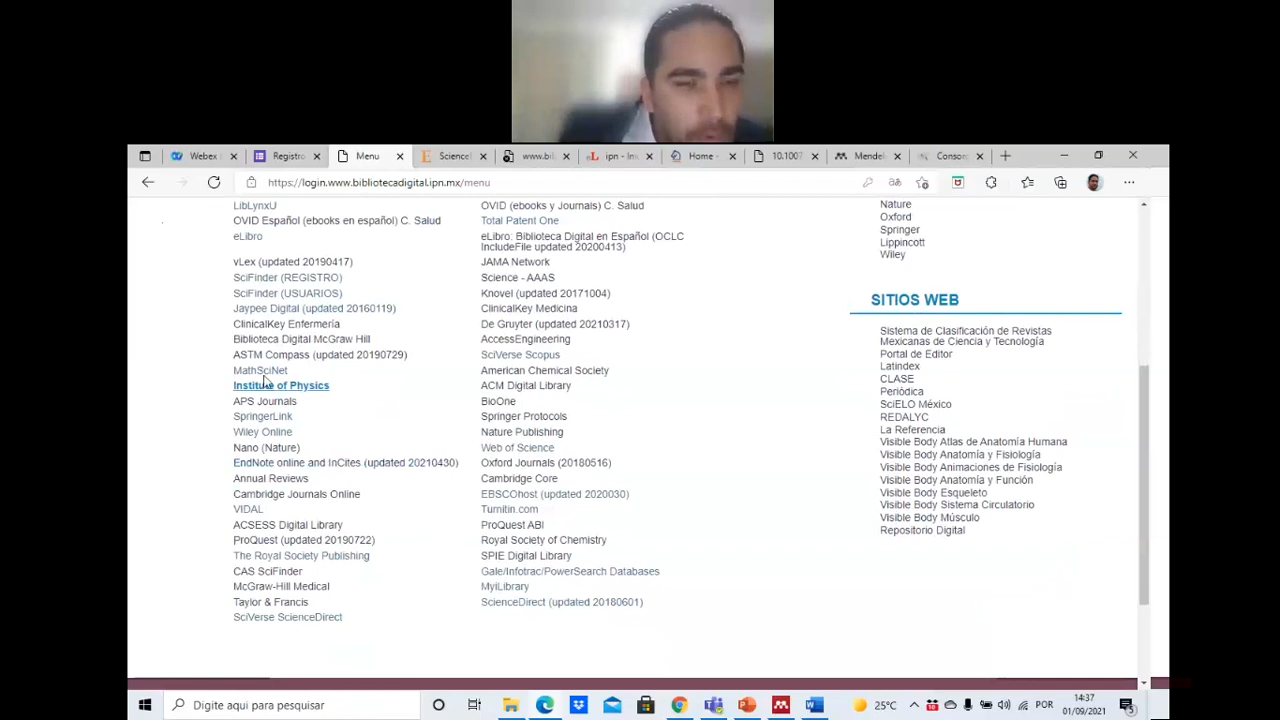 Webex
Registro
Menu
Sciencel
www.bil
ipn - Ini
Home -
10.1007
Mendel
Consorc
https://login.www.bibliotecadigital.ipn.mx/menu
LibLynxU
OVID (ebooks y Journals) C. Salud
OVID Español (ebooks en español) C. Salud
Total Patent One
eLibro
eLibro: Biblioteca Digital en Español (OCLC
IncludeFile updated 20200413)
vLex (updated 20190417)
JAMA Network
SciFinder (REGISTRO)
Science - AAAS
SciFinder (USUARIOS)
Knovel (updated 20171004)
Jaypee Digital (updated 20160119)
ClinicalKey Medicina
ClinicalKey Enfermería
De Gruyter (updated 20210317)
Biblioteca Digital McGraw Hill
AccessEngineering
ASTM Compass (updated 20190729)
SciVerse Scopus
MathSciNet
American Chemical Society
Institute of Physics
ACM Digital Library
APS Journals
BioOne
SpringerLink
Springer Protocols
Wiley Online
Nature Publishing
Nano (Nature)
Web of Science
EndNote online and InCites (updated 20210430)
Oxford Journals (20180516)
Annual Reviews
Cambridge Core
Cambridge Journals Online
EBSCOhost (updated 2020030)
VIDAL
Turnitin.com
ACSESS Digital Library
ProQuest ABI
ProQuest (updated 20190722)
Royal Society of Chemistry
The Royal Society Publishing
SPIE Digital Library
CAS SciFinder
Gale/Infotrac/PowerSearch Databases
McGraw-Hill Medical
MyiLibrary
Taylor & Francis
ScienceDirect (updated 20180601)
SciVerse ScienceDirect
Nature
Oxford
Springer
Lippincott
Wiley
SITIOS WEB
Sistema de Clasificación de Revistas
Mexicanas de Ciencia y Tecnología
Portal de Editor
Latindex
CLASE
Periódica
SciELO México
REDALYC
La Referencia
Visible Body Atlas de Anatomía Humana
Visible Body Anatomía y Fisiología
Visible Body Animaciones de Fisiología
Visible Body Anatomía y Función
Visible Body Esqueleto
Visible Body Sistema Circulatorio
Visible Body Músculo
Repositorio Digital
Digite aqui para pesquisar
25°C
POR
14:37
01/09/2021